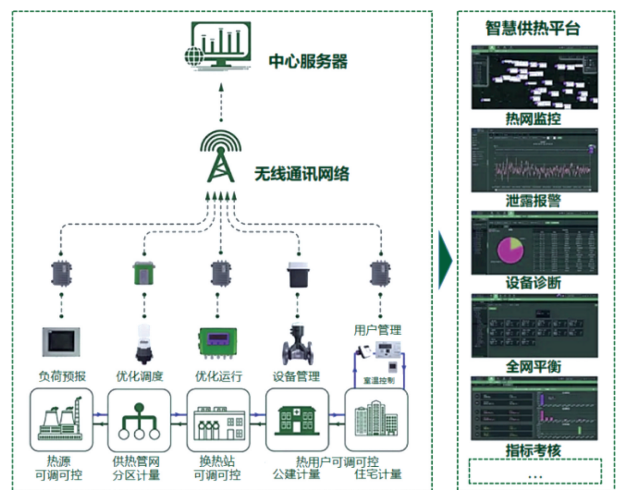 中心服务器
无线通讯网络
用户管理
负荷预报
优化调度
优化运行
设备管理
室温控制
热源
可调可控
供热管网
分区计量
换热站
可调可控
热用户可调可控
公建计量
住宅计量
智慧供热平台
热网监控
泄露报警
设备诊断
全网平衡
指标考核
...